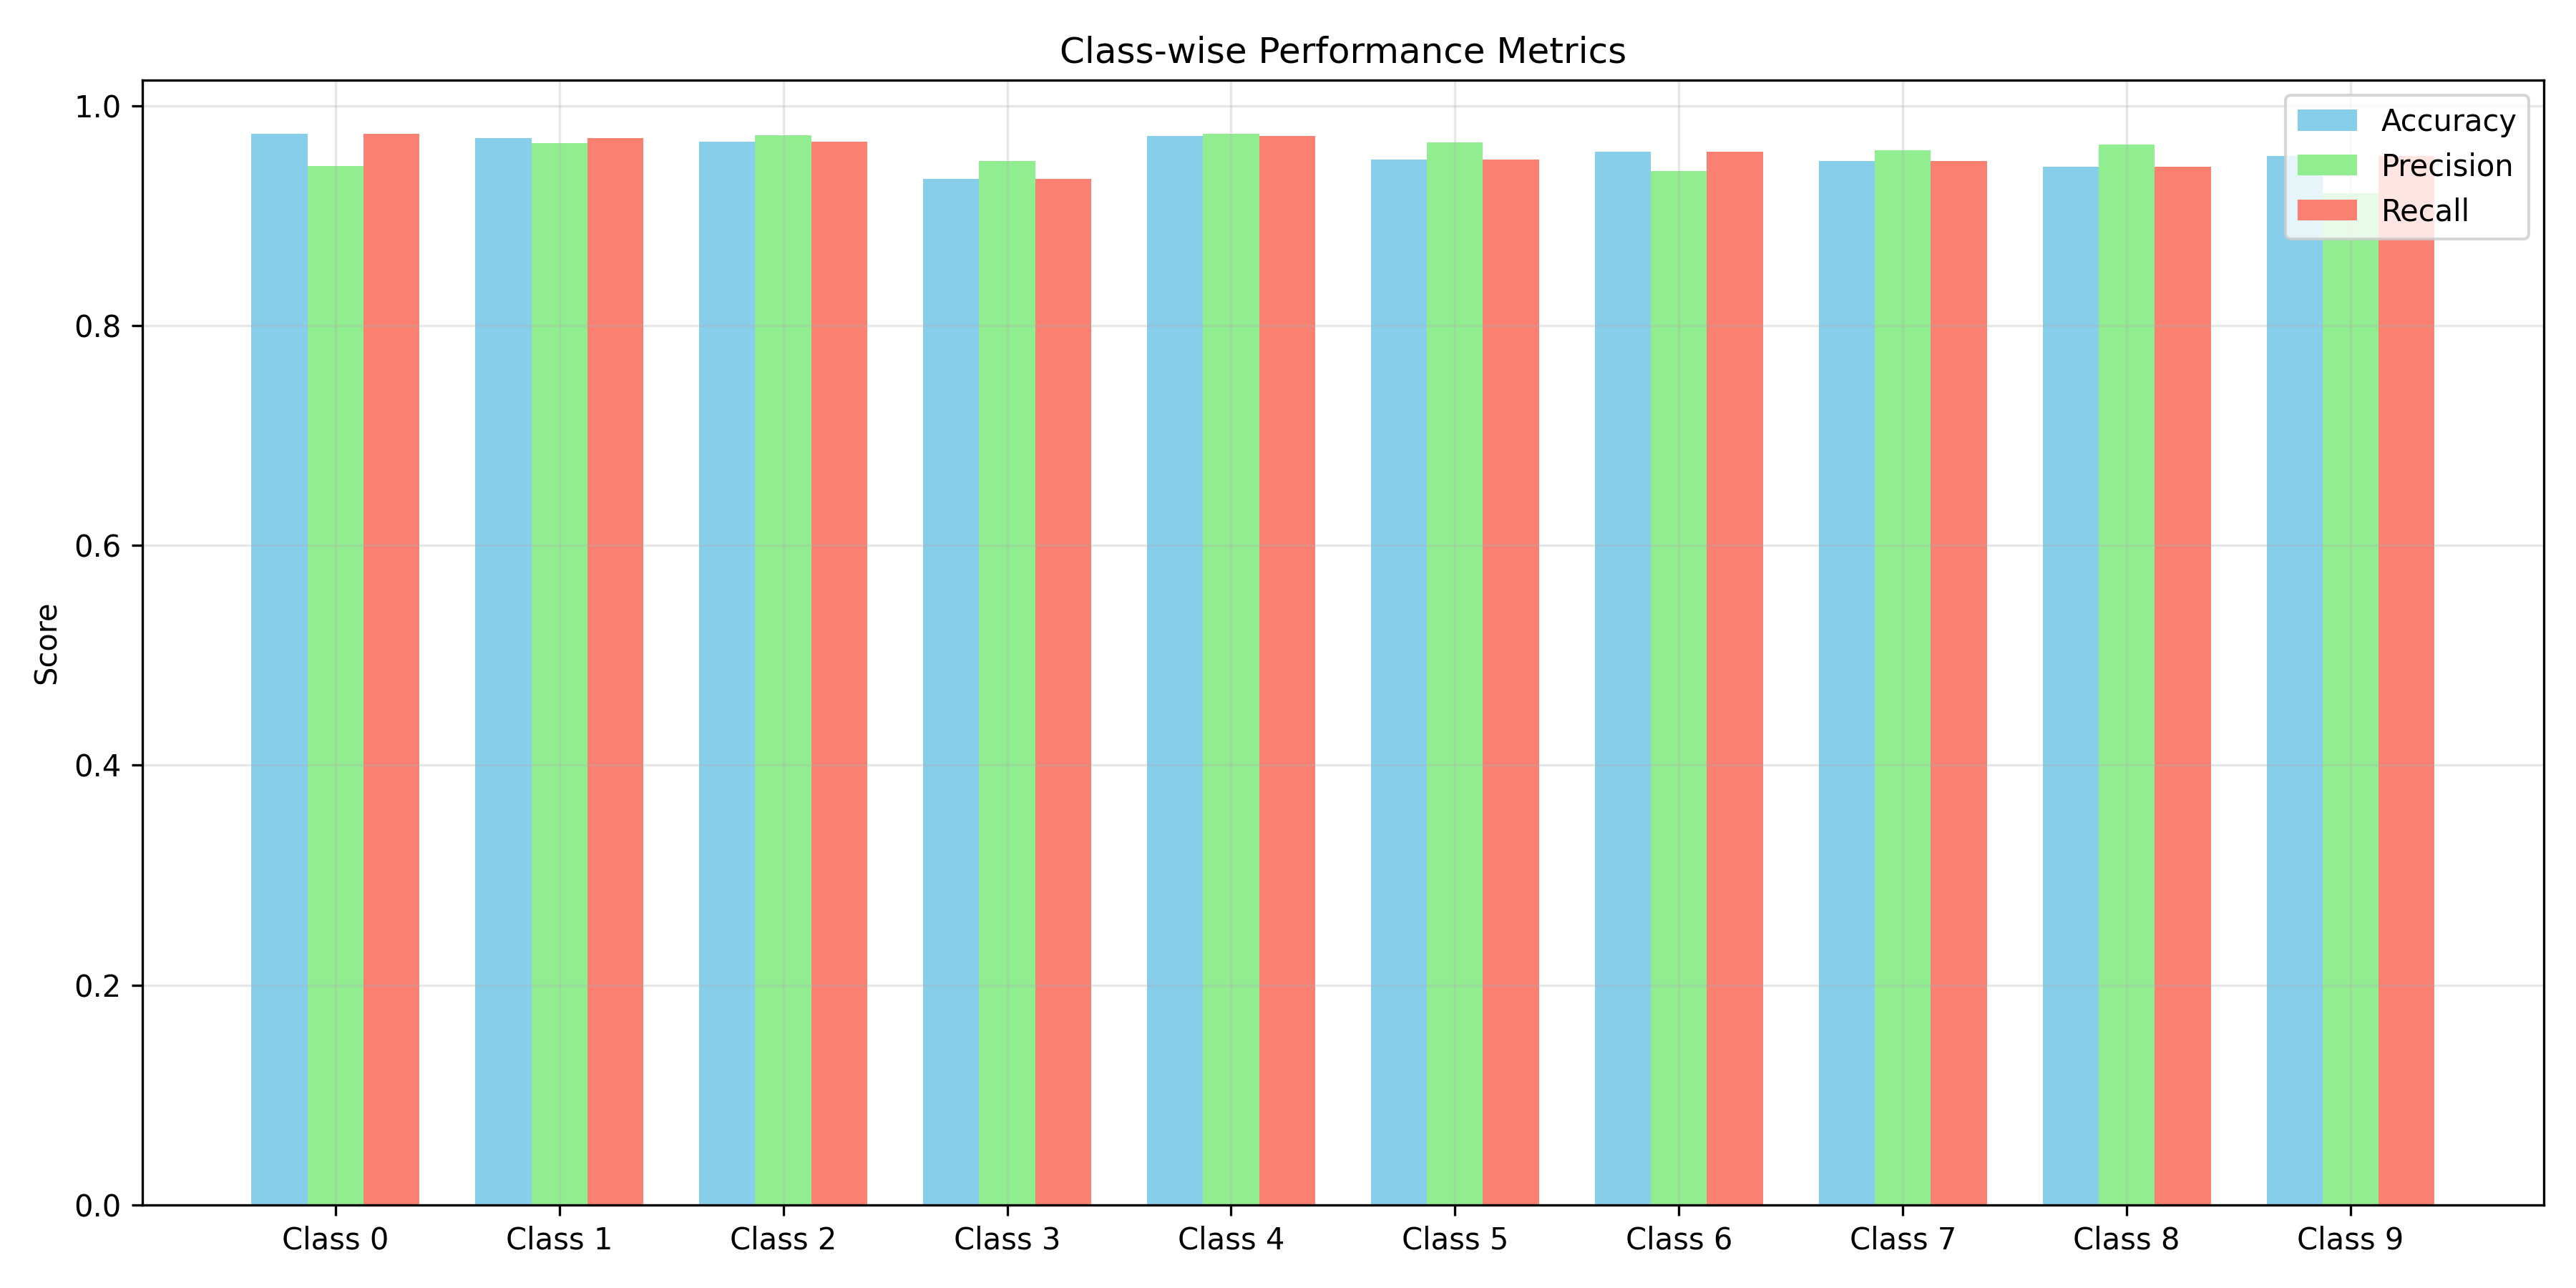 Class-wise Performance Metrics
1.0
0.8
0.6
0.4
0.2
0.0
Score
Accuracy
Precision
Recall
Class 0
Class 1
Class 2
Class 3
Class 4
Class 5
Class 6
Class 7
Class 8
Class 9